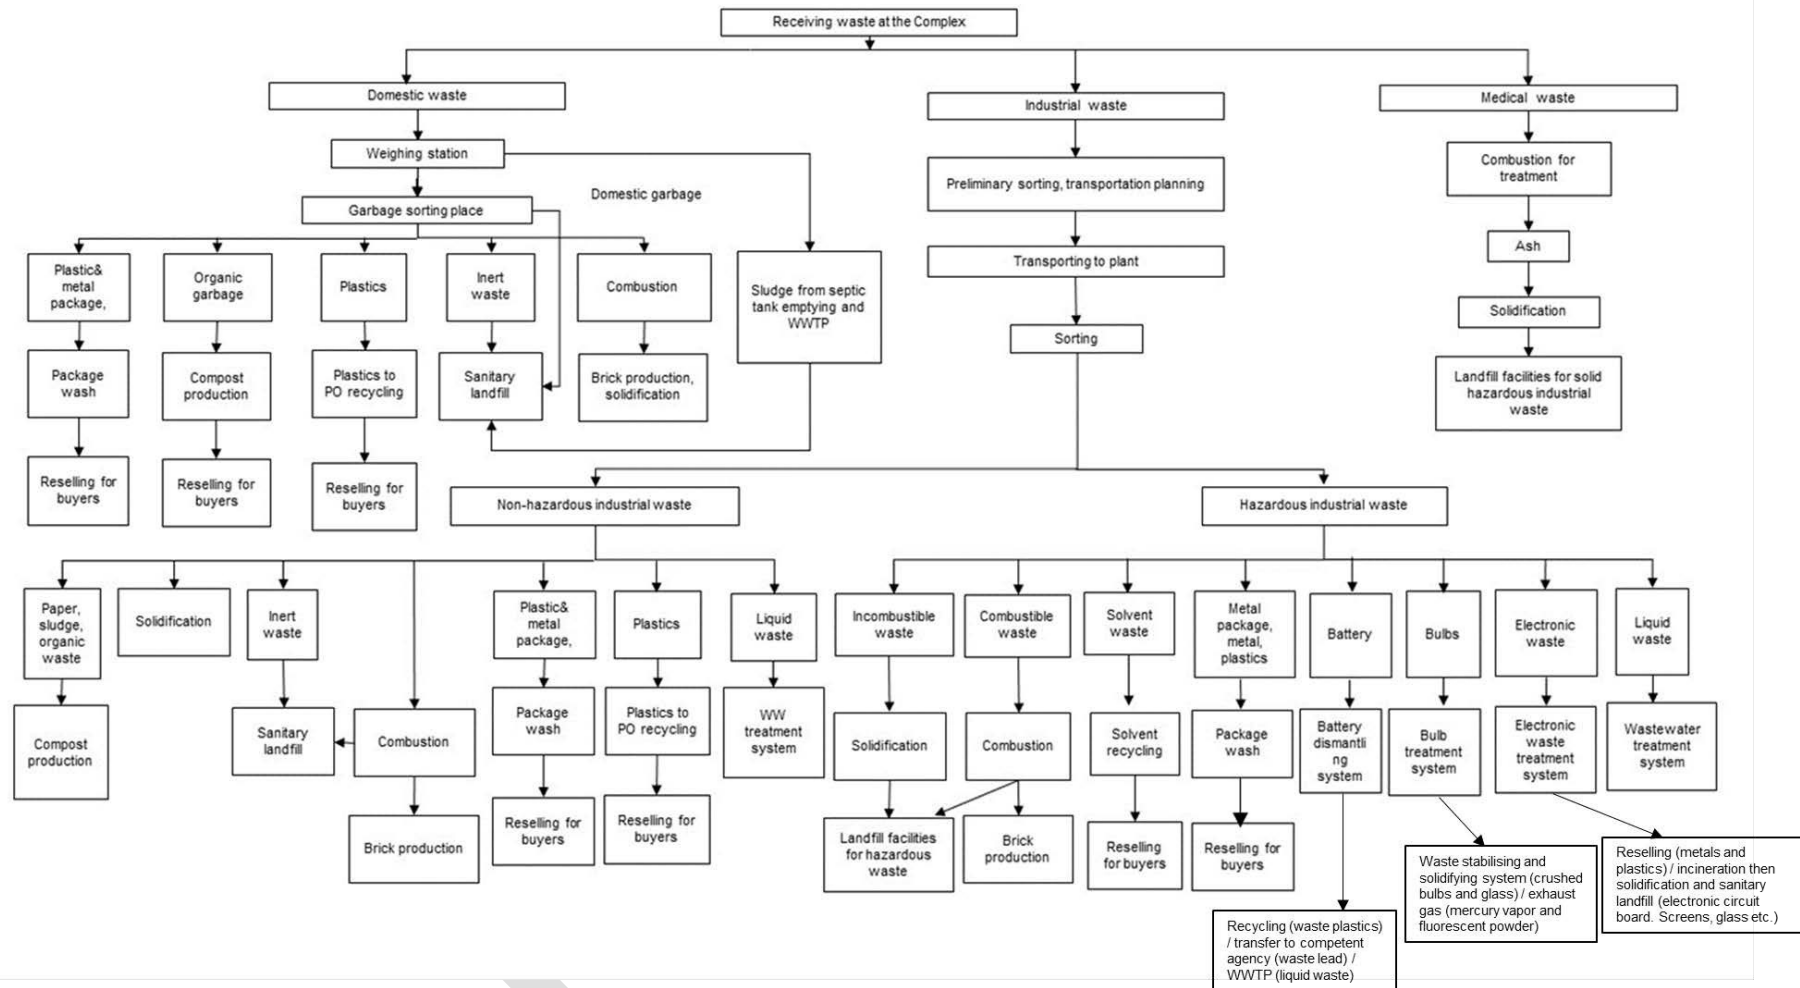 Receiving waste at the Complex
Domestic waste
Industrial waste
Medical waste
Weighing station
Domestic garbage
Garbage sorting place
Preliminary sorting, transportation planning
Combustion for
treatment
Transporting to plant
Ash
Sorting
Solidification
Landfill facilities for solid
hazardous industrial
waste
Plastic&
metal
package,
Organic
garbage
Plastics
Inert
waste
Combustion
Sludge from septic
tank emptying and
WWTP
Package
wash
Compost
production
Plastics to
PO recycling
Sanitary
landfill
Brick production,
solidification
Reselling for
buyers
Reselling for
buyers
Reselling for
buyers
Non-hazardous industrial waste
Hazardous industrial waste
Paper,
sludge,
organic
waste
Solidification
Inert
waste
Plastic&
metal
package,
Plastics
Liquid
waste
Incombustible
waste
Combustible
waste
Solvent
waste
Metal
package,
metal,
plastics
Battery
Bulbs
Electronic
waste
Liquid
waste
Compost
production
Sanitary
landfill
Combustion
Package
wash
Plastics to
PO recycling
WW
treatment
system
Solidification
Combustion
Solvent
recycling
Package
wash
Battery
dismantli
ng
system
Bulb
treatment
system
Electronic
waste
treatment
system
Wastewater
treatment
system
Brick production
Reselling for
buyers
Reselling for
buyers
Landfill facilities
for hazardous
waste
Brick
production
Reselling
for buyers
Reselling for
buyers
Recycling (waste plastics)
/ transfer to competent
agency (waste lead) /
WWTP (liquid waste)
Waste stabilising and
solidifying system (crushed
bulbs and glass) / exhaust
gas (mercury vapor and
fluorescent powder)
Reselling (metals and
plastics) / incineration then
solidification and sanitary
landfill (electronic circuit
board. Screens, glass etc.)